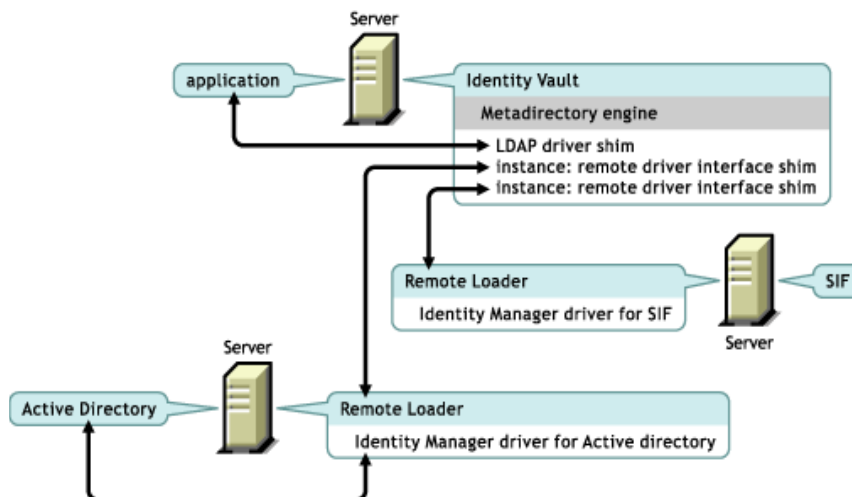 Server
application
Identity Vault
Metadirectory engine
LDAP driver shim
instance: remote driver interface shim
instance: remote driver interface shim
Remote Loader
Identity Manager driver for SIF
SIF
Server
Server
Active Directory
Remote Loader
Identity Manager driver for Active directory